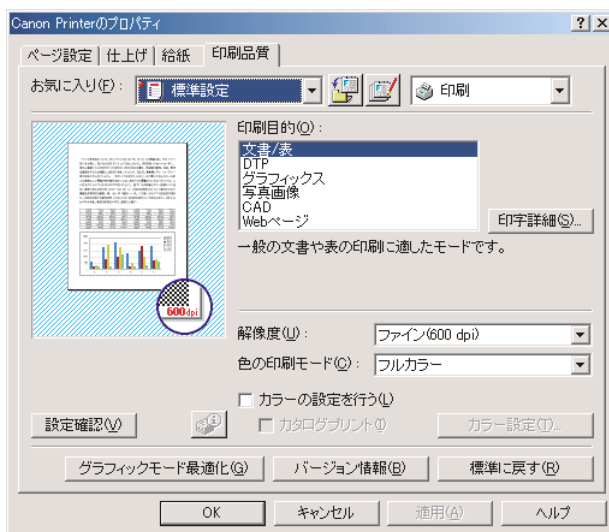 Canon Printerのプロパティ
ページ設定 仕上げ 給紙 印刷品質
お気に入り(F): 標準設定 印刷
印刷目的(O):
文書/表
DTP
グラフィックス
写真画像
CAD
Webページ
印字詳細(S)...
一般の文書や表の印刷に適したモードです。
600dpi
解像度(U): ファイン(600 dpi)
色の印刷モード(C): フルカラー
カラーの設定を行う(L)
設定確認(V) カタログプリント(I) カラー設定(T)...
グラフィックモード最適化(G) バージョン情報(B) 標準に戻す(R)
OK キャンセル 適用(A) ヘルプ